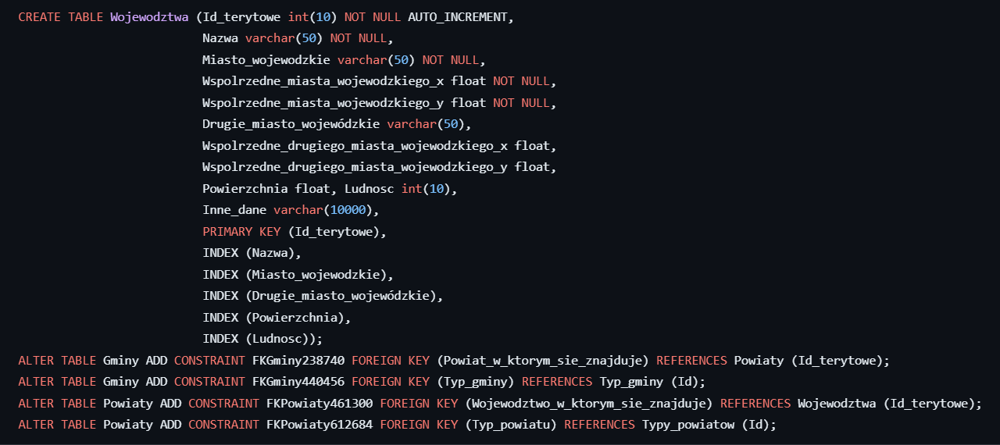 CREATE TABLE Wojewodztwa (Id_terytowe int(10) NOT NULL AUTO_INCREMENT,
Nazwa varchar(50) NOT NULL,
Miasto_wojewodzkie varchar(50) NOT NULL,
Wspolrzedne_miasta_wojewodzkiego_x float NOT NULL,
Wspolrzedne_miasta_wojewodzkiego_y float NOT NULL,
Drugie_miasto_wojewódzkie varchar(50),
Wspolrzedne_drugiego_miasta_wojewodzkiego_x float,
Wspolrzedne_drugiego_miasta_wojewodzkiego_y float,
Powierzchnia float, Ludnosc int(10),
Inne_dane varchar(10000),
PRIMARY KEY (Id_terytowe),
INDEX (Nazwa),
INDEX (Miasto_wojewodzkie),
INDEX (Drugie_miasto_wojewódzkie),
INDEX (Powierzchnia),
INDEX (Ludnosc));
ALTER TABLE Gminy ADD CONSTRAINT FKGminy238740 FOREIGN KEY (Powiat_w_ktorym_sie_znajduje) REFERENCES Powiaty (Id_terytowe);
ALTER TABLE Gminy ADD CONSTRAINT FKGminy440456 FOREIGN KEY (Typ_gminy) REFERENCES Typ_gminy (Id);
ALTER TABLE Powiaty ADD CONSTRAINT FKPowiaty461300 FOREIGN KEY (Wojewodztwo_w_ktorym_sie_znajduje) REFERENCES Wojewodztwa (Id_terytowe);
ALTER TABLE Powiaty ADD CONSTRAINT FKPowiaty612684 FOREIGN KEY (Typ_powiatu) REFERENCES Typy_powiatow (Id);